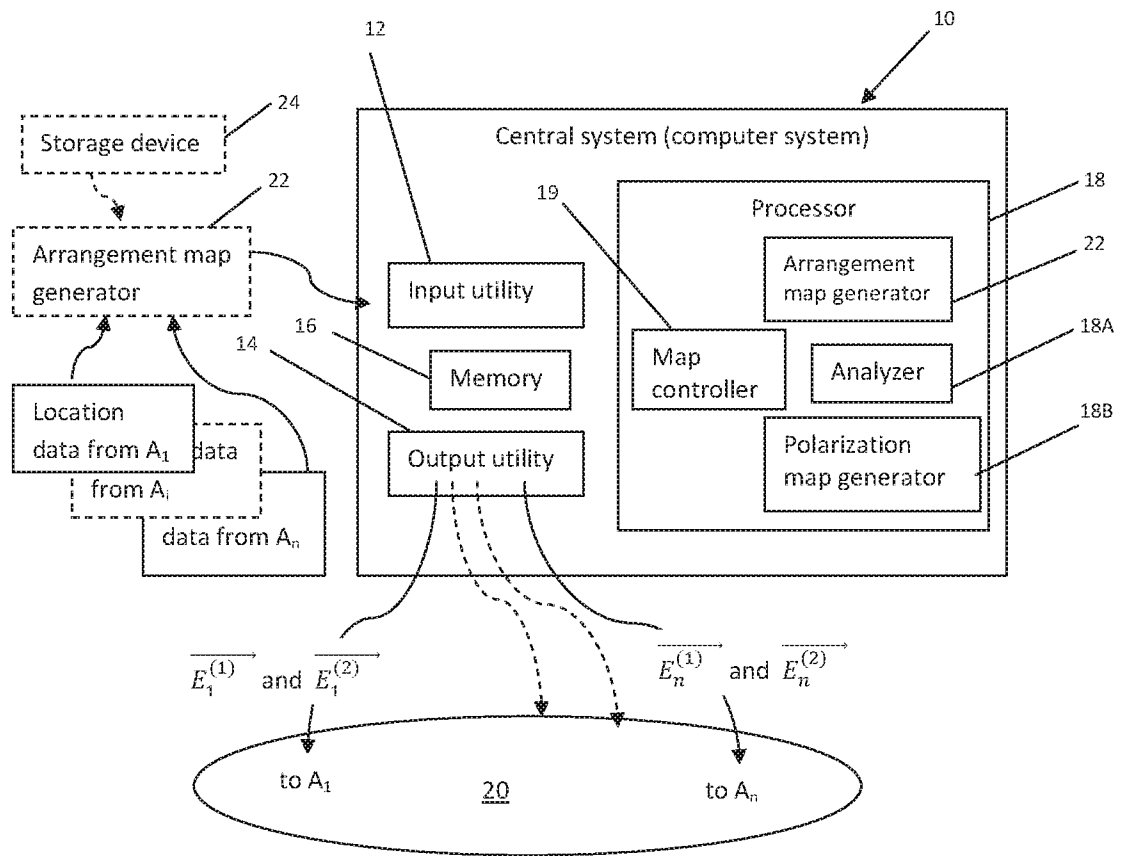 10
12
24
Storage device
Central system (computer system)
22
19
18
Processor
Arrangement map
generator
Arrangement
map generator
22
Input utility
16
14
Map
controller
18A
Memory
Analyzer
Location
data from A₁
18B
data
from Aᵢ
Output utility
Polarization
map generator
data from Aₙ
E₁⁽¹⁾ and E₁⁽²⁾
Eₙ⁽¹⁾ and Eₙ⁽²⁾
to A₁
20
to Aₙ